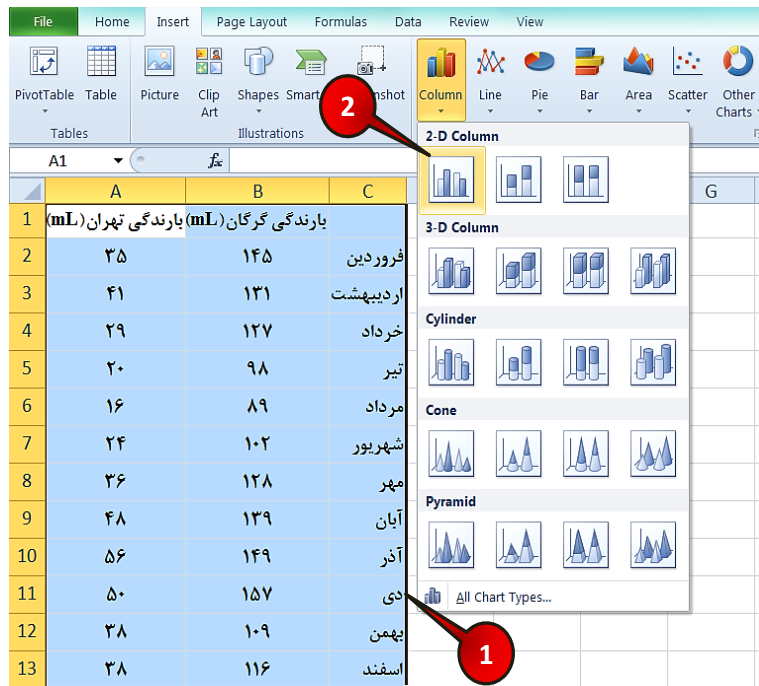 File Home Insert Page Layout Formulas Data Review View
PivotTable Table Picture Clip Art Shapes Smart nshot Column Line Pie Bar Area Scatter Other Charts
Tables Illustrations
2
A1 fx
2-D Column
3-D Column
Cylinder
Cone
Pyramid
All Chart Types...
A B C G
1 بارندگی تهران(mL) بارندگی گرگان(mL)
2 ۳۵ ۱۴۵ فروردین
3 ۴۱ ۱۳۱ اردیبهشت
4 ۲۹ ۱۲۷ خرداد
5 ۲۰ ۹۸ تیر
6 ۱۶ ۸۹ مرداد
7 ۲۴ ۱۰۲ شهریور
8 ۳۶ ۱۲۸ مهر
9 ۴۸ ۱۳۹ آبان
10 ۵۶ ۱۴۹ آذر
11 ۵۰ ۱۵۷ دی
12 ۳۸ ۱۰۹ بهمن
13 ۳۸ ۱۱۶ اسفند
1